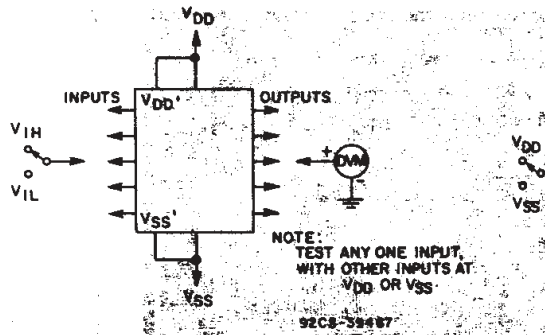 VDD
INPUTS
VDD'
OUTPUTS
VIH
VIL
+
DVM
-
VDD
VSS
VSS'
NOTE:
TEST ANY ONE INPUT,
WITH OTHER INPUTS AT
VDD OR VSS.
VSS
92CS-39467